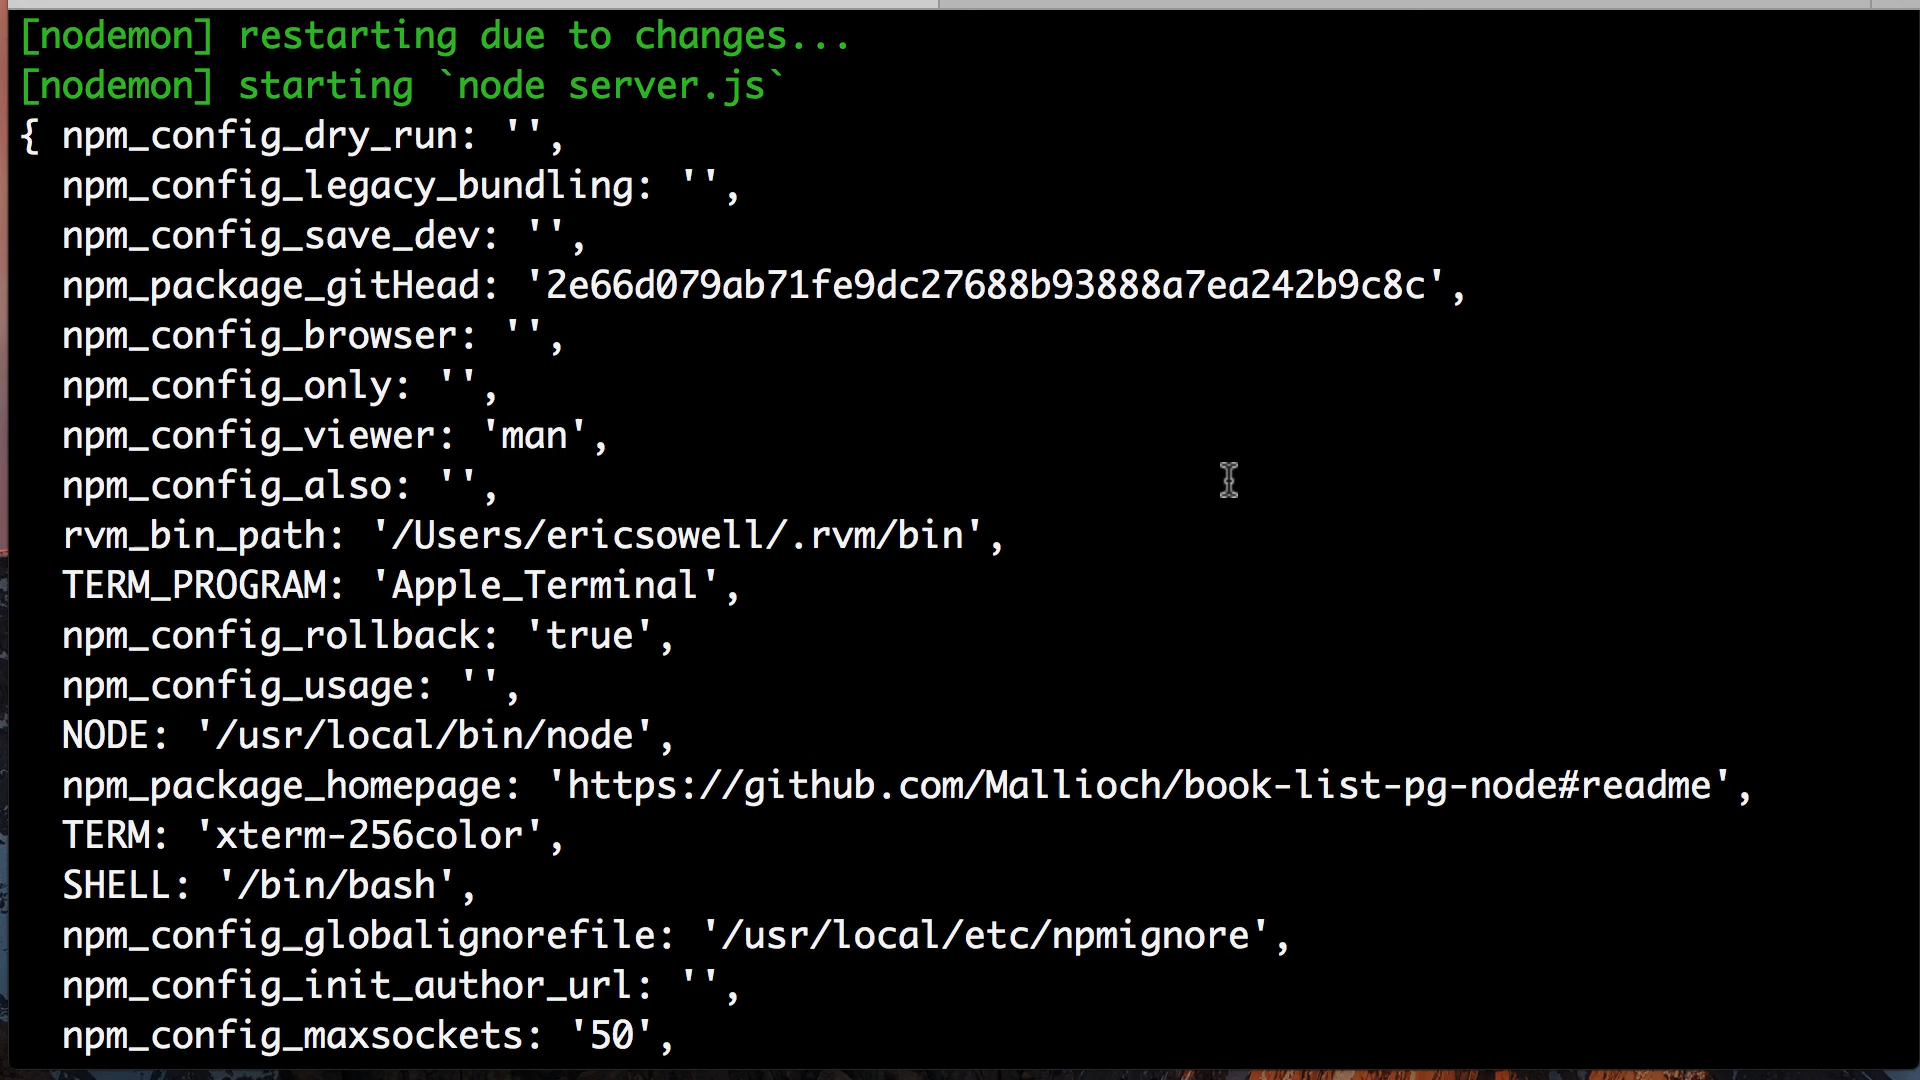 [nodemon] restarting due to changes...
[nodemon] starting `node server.js`
{ npm_config_dry_run: '',
npm_config_legacy_bundling: '',
npm_config_save_dev: '',
npm_package_gitHead: '2e66d079ab71fe9dc27688b93888a7ea242b9c8c',
npm_config_browser: '',
npm_config_only: '',
npm_config_viewer: 'man',
npm_config_also: '',
rvm_bin_path: '/Users/ericsowell/.rvm/bin',
TERM_PROGRAM: 'Apple_Terminal',
npm_config_rollback: 'true',
npm_config_usage: '',
NODE: '/usr/local/bin/node',
npm_package_homepage: 'https://github.com/Mallioch/book-list-pg-node#readme',
TERM: 'xterm-256color',
SHELL: '/bin/bash',
npm_config_globalignorefile: '/usr/local/etc/npmignore',
npm_config_init_author_url: '',
npm_config_maxsockets: '50',